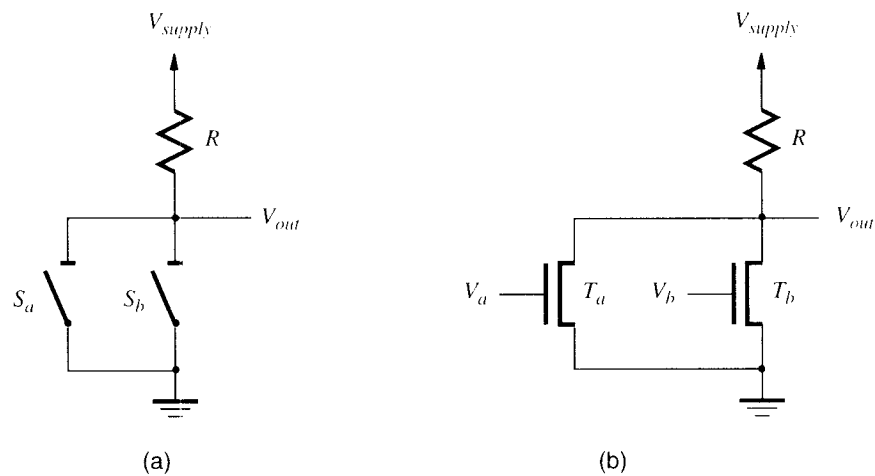 V_supply
R
V_out
S_a
S_b
(a)
V_supply
R
V_out
V_a
T_a
V_b
T_b
(b)